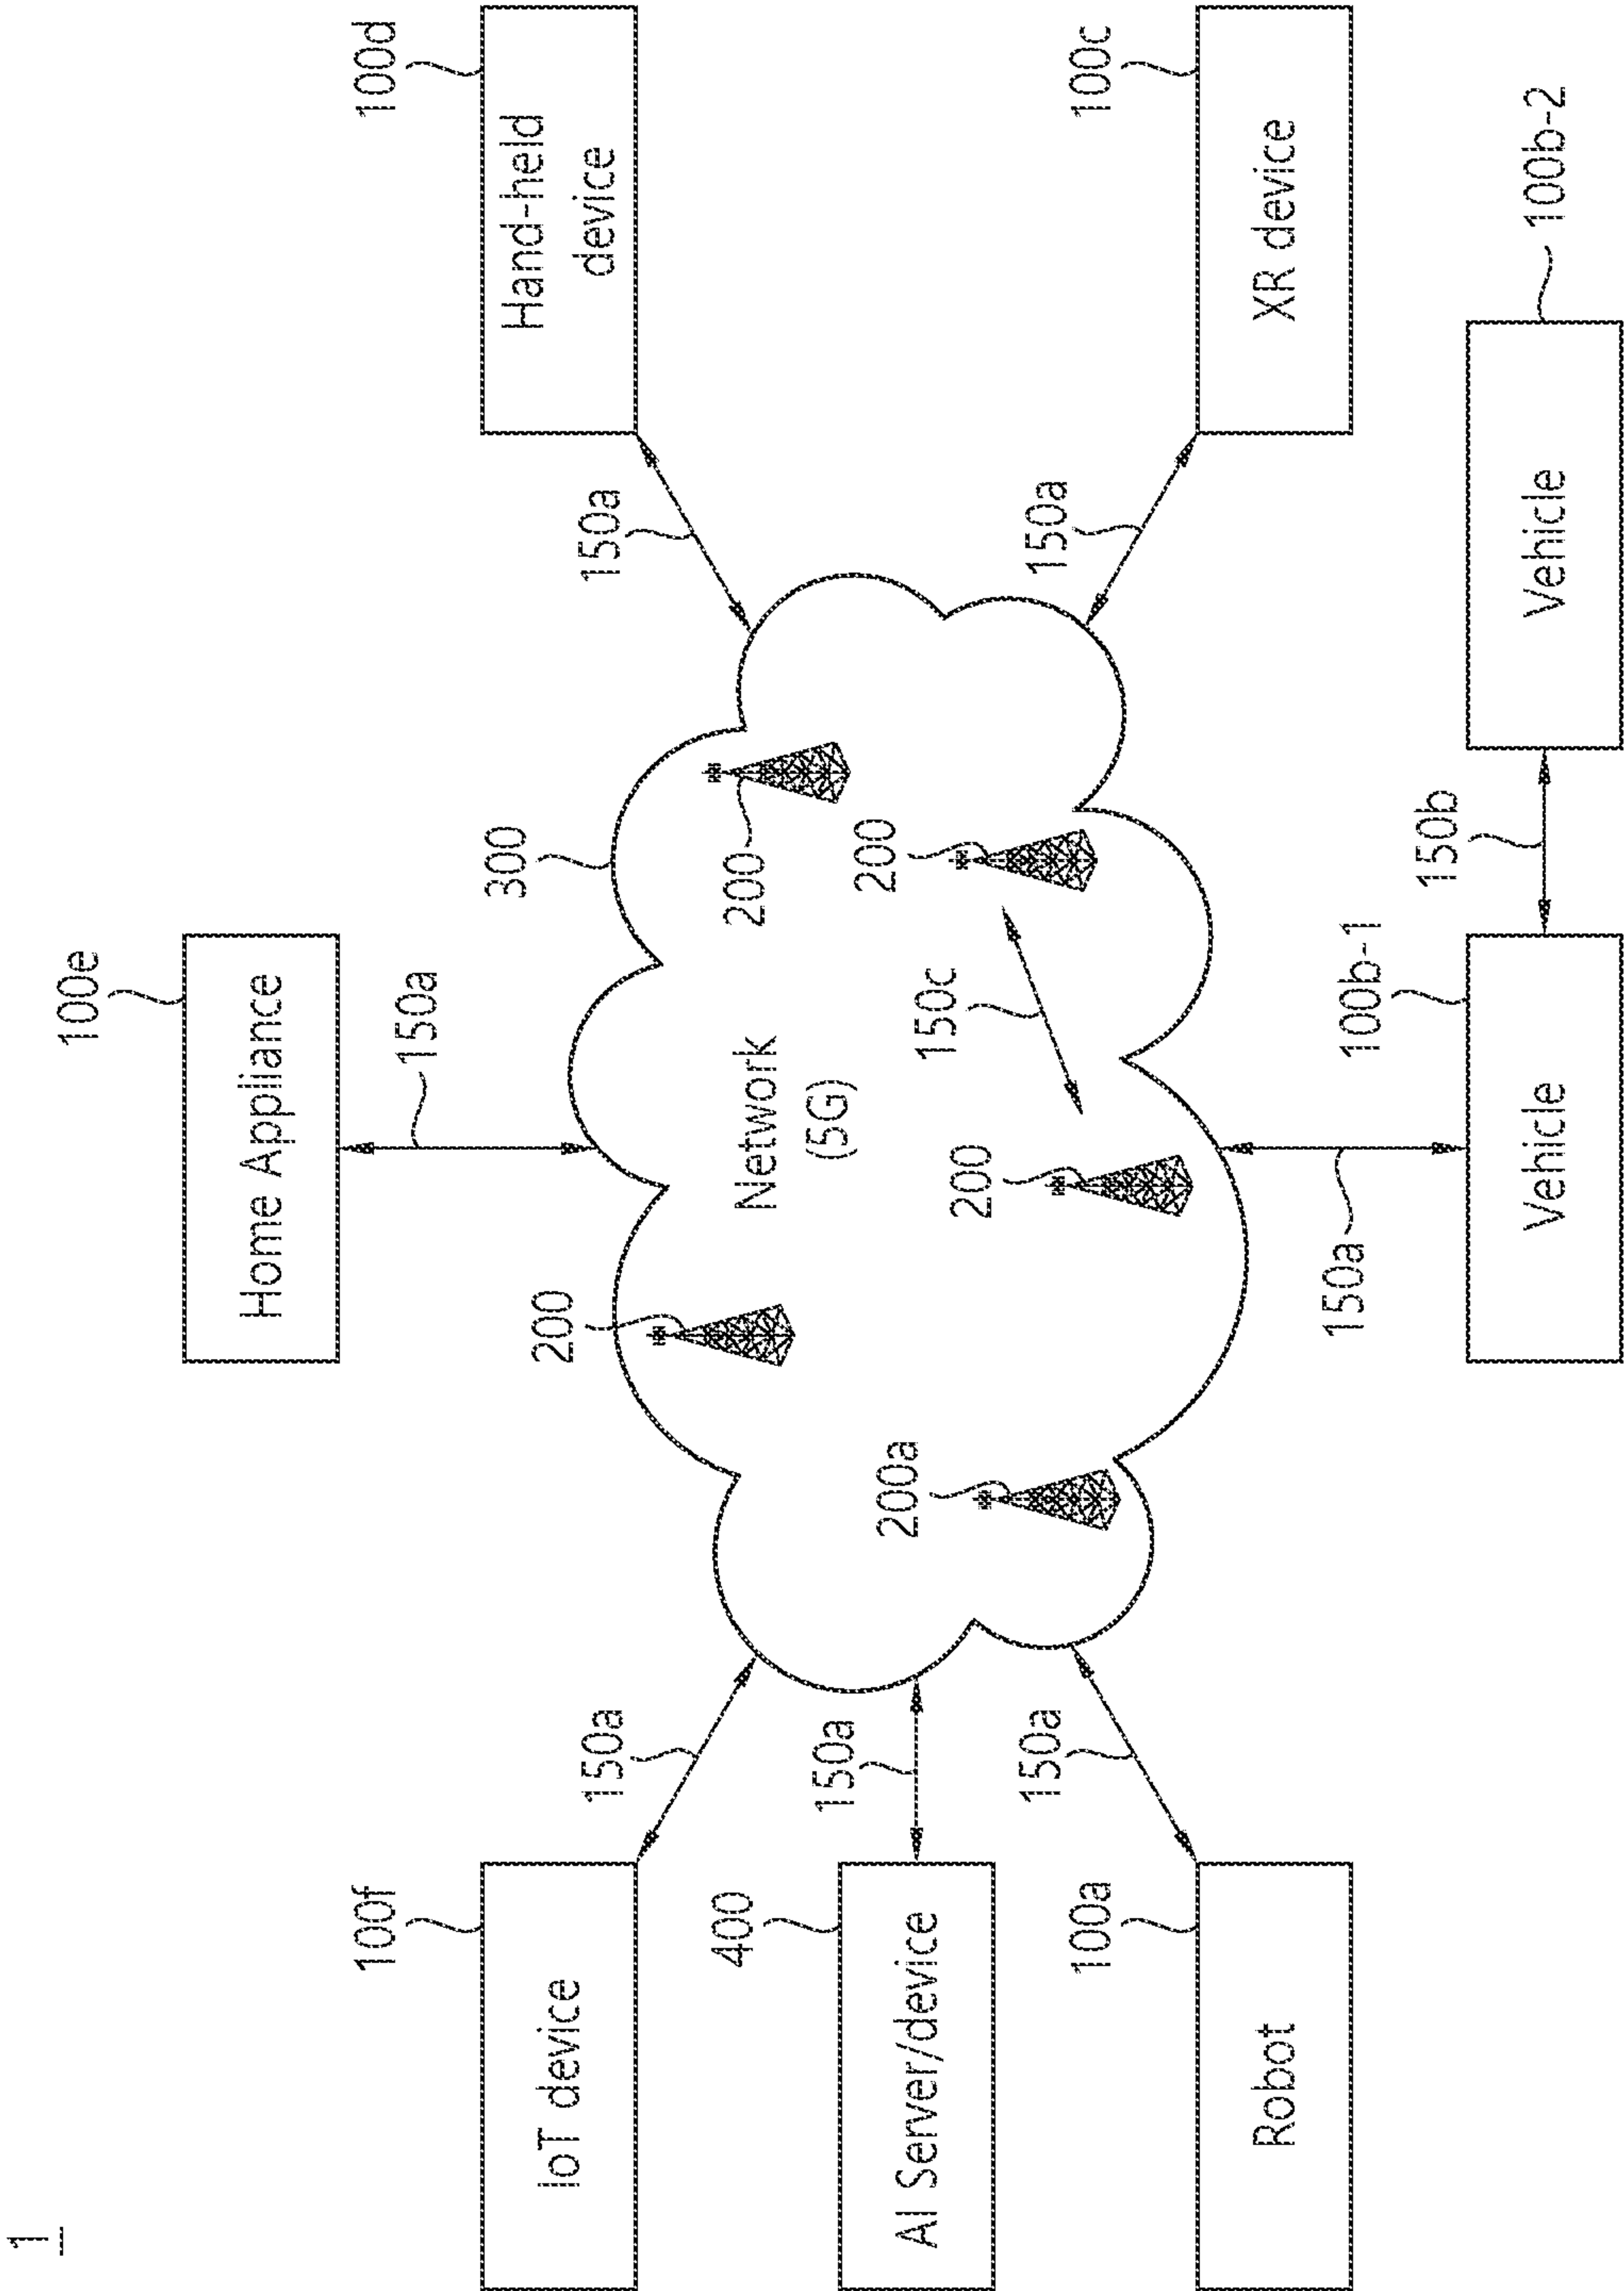 1
100e
Home Appliance
150a
100f
IoT device
150a
300
100d
Hand-held
device
150a
200
200
Network
(5G)
400
AI Server/device
150a
200a
200
150c
200
100a
Robot
150a
150a
100c
XR device
150a
100b-1
Vehicle
150b
Vehicle
100b-2